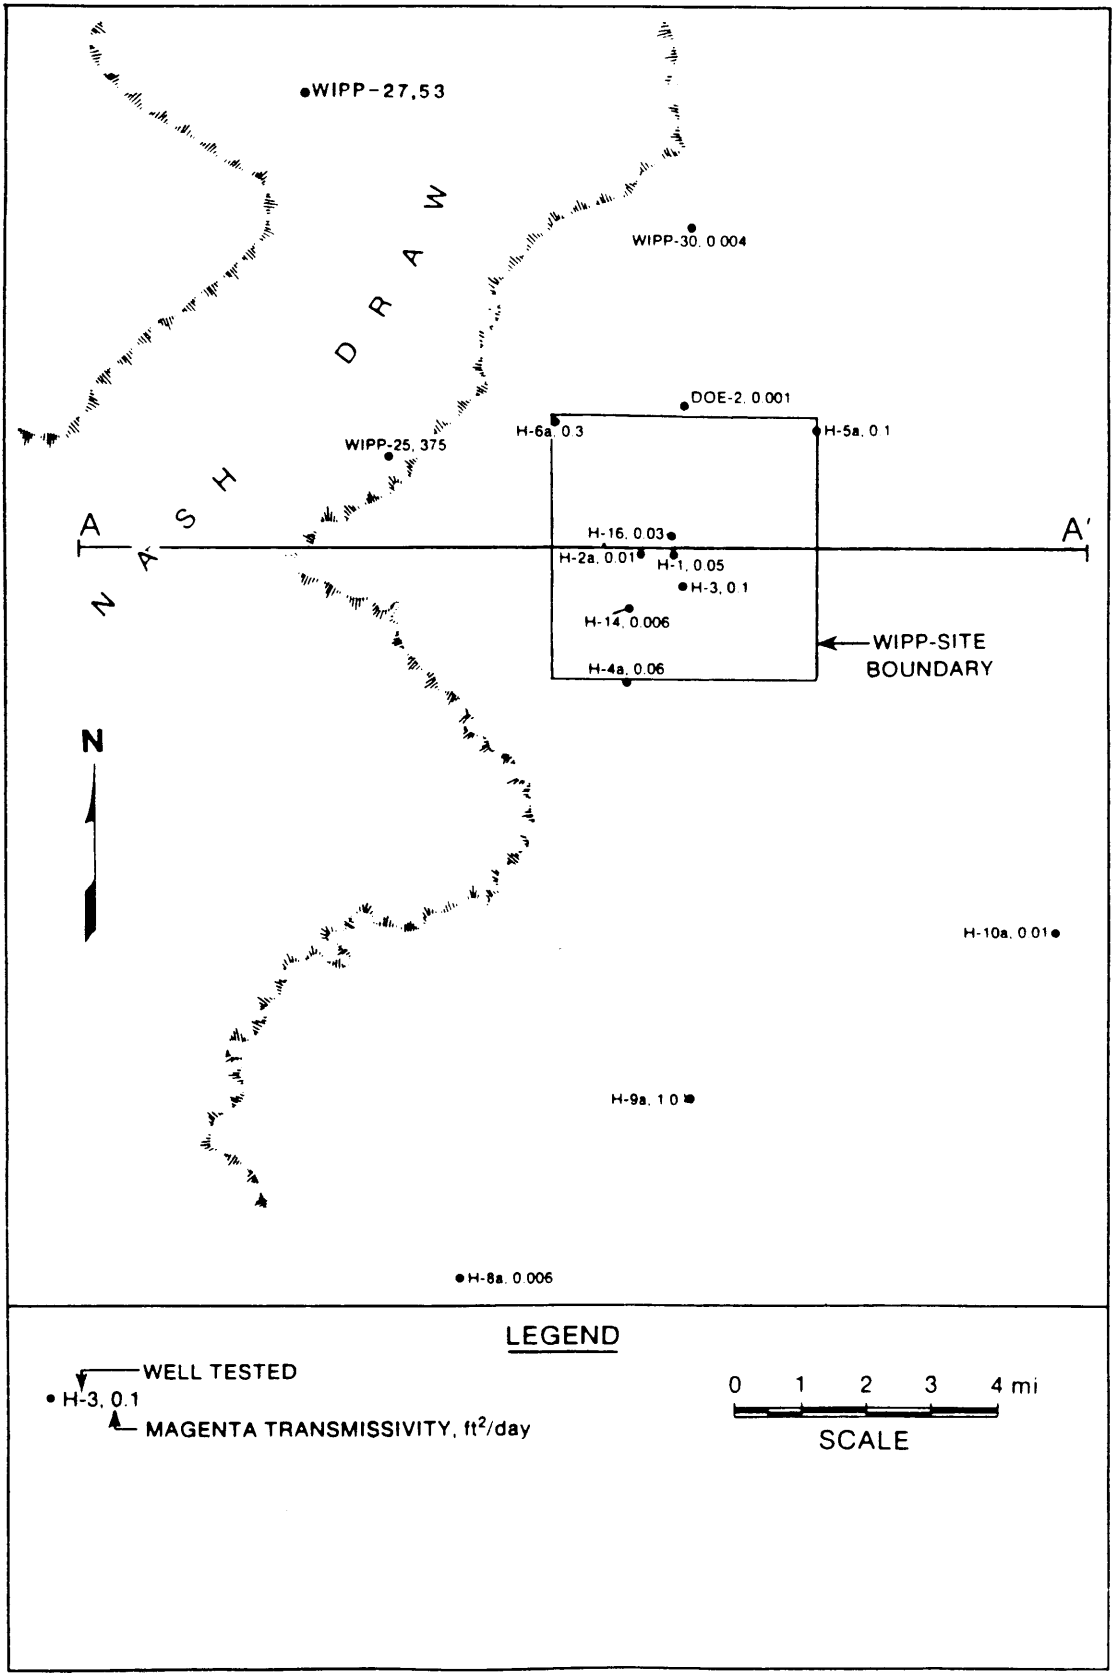 WIPP-27,53
NASH DRAW
WIPP-30, 0.004
DOE-2, 0.001
H-6a, 0.3
H-5a, 0.1
WIPP-25, 375
A
A'
H-16, 0.03
H-2a, 0.01
H-1, 0.05
H-3, 0.1
H-14, 0.006
WIPP-SITE
BOUNDARY
H-4a, 0.06
N
H-10a, 0.01
H-9a, 1.0
H-8a, 0.006
LEGEND
WELL TESTED
H-3, 0.1
MAGENTA TRANSMISSIVITY, ft²/day
0 1 2 3 4 mi
SCALE